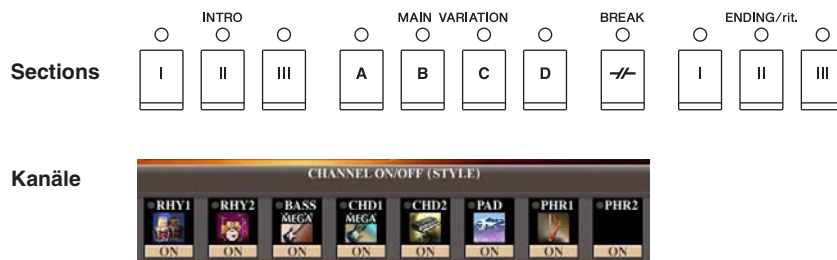 INTRO MAIN VARIATION BREAK ENDING/rit.
Sections I II III A B C D -//- I II III
Kanäle
CHANNEL ON/OFF (STYLE)
RHY1 RHY2 BASS CHD1 CHD2 PAD PHR1 PHR2
MEGA MEGA
ON ON ON ON ON ON ON ON